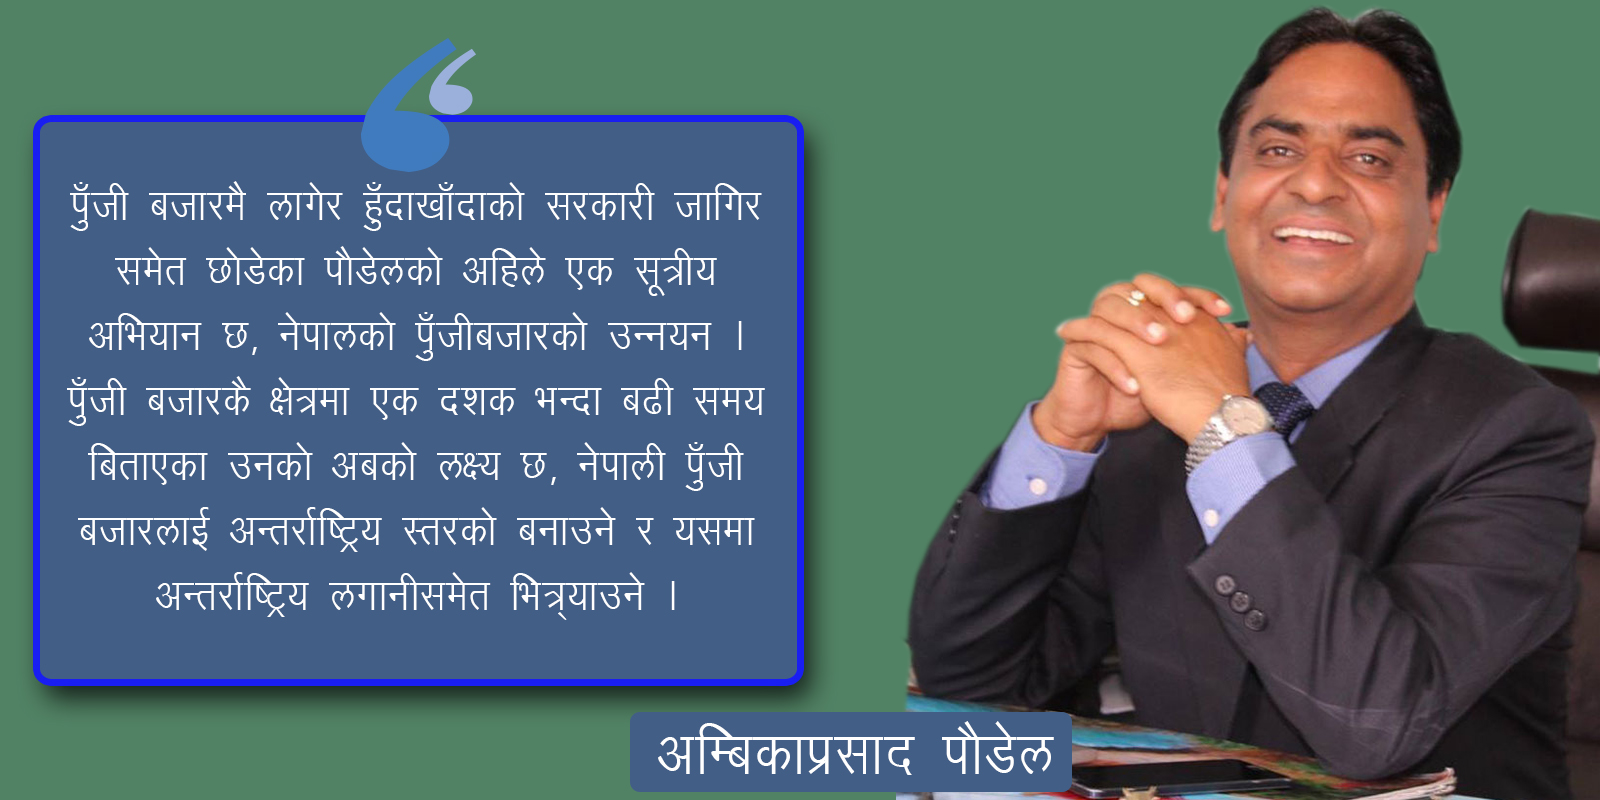 पुँजी बजारमै लागेर हुँदाखाँदाको सरकारी जागिर
समेत छोडेका पौडेलको अहिले एक सूत्रीय
अभियान छ, नेपालको पुँजीबजारको उन्नयन ।
पुँजी बजारकै क्षेत्रमा एक दशक भन्दा बढी समय
बिताएका उनको अबको लक्ष्य छ, नेपाली पुँजी
बजारलाई अन्तर्राष्ट्रिय स्तरको बनाउने र यसमा
अन्तर्राष्ट्रिय लगानीसमेत भित्र्याउने ।
अम्बिकाप्रसाद पौडेल